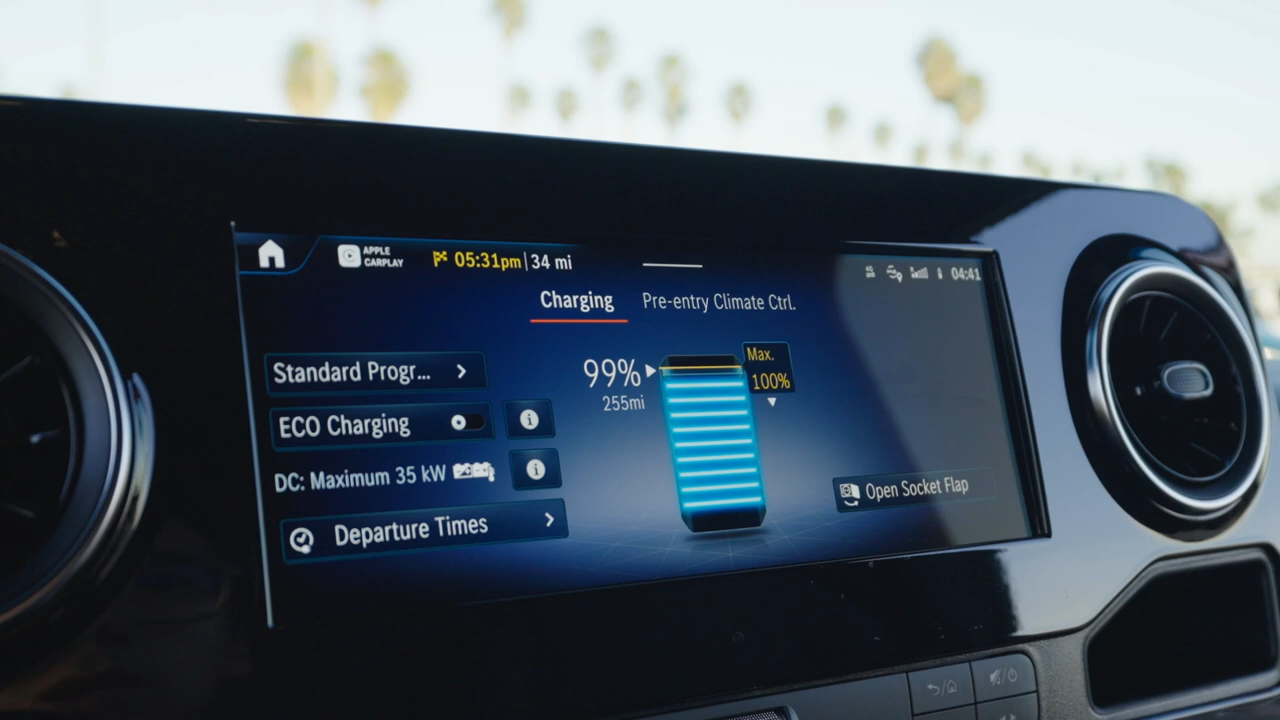 APPLE
CARPLAY
05:31pm | 34 mi
04:41
Charging
Pre-entry Climate Ctrl.
Standard Progr...
99%
255mi
Max.
100%
ECO Charging
i
DC: Maximum 35 kW
i
Departure Times
Open Socket Flap